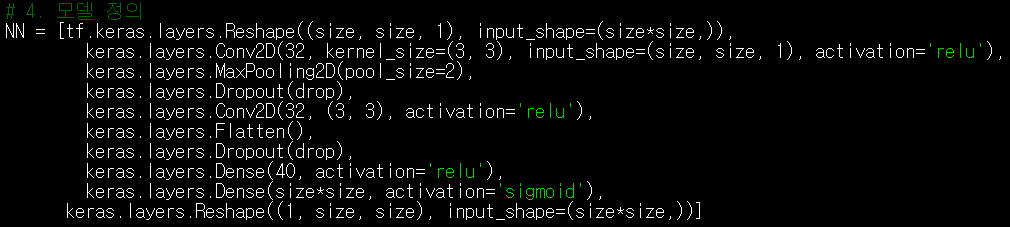 # 4. 모델 정의
NN = [tf.keras.layers.Reshape((size, size, 1), input_shape=(size*size,)),
keras.layers.Conv2D(32, kernel_size=(3, 3), input_shape=(size, size, 1), activation='relu'),
keras.layers.MaxPooling2D(pool_size=2),
keras.layers.Dropout(drop),
keras.layers.Conv2D(32, (3, 3), activation='relu'),
keras.layers.Flatten(),
keras.layers.Dropout(drop),
keras.layers.Dense(40, activation='relu'),
keras.layers.Dense(size*size, activation='sigmoid'),
keras.layers.Reshape((1, size, size), input_shape=(size*size,))]